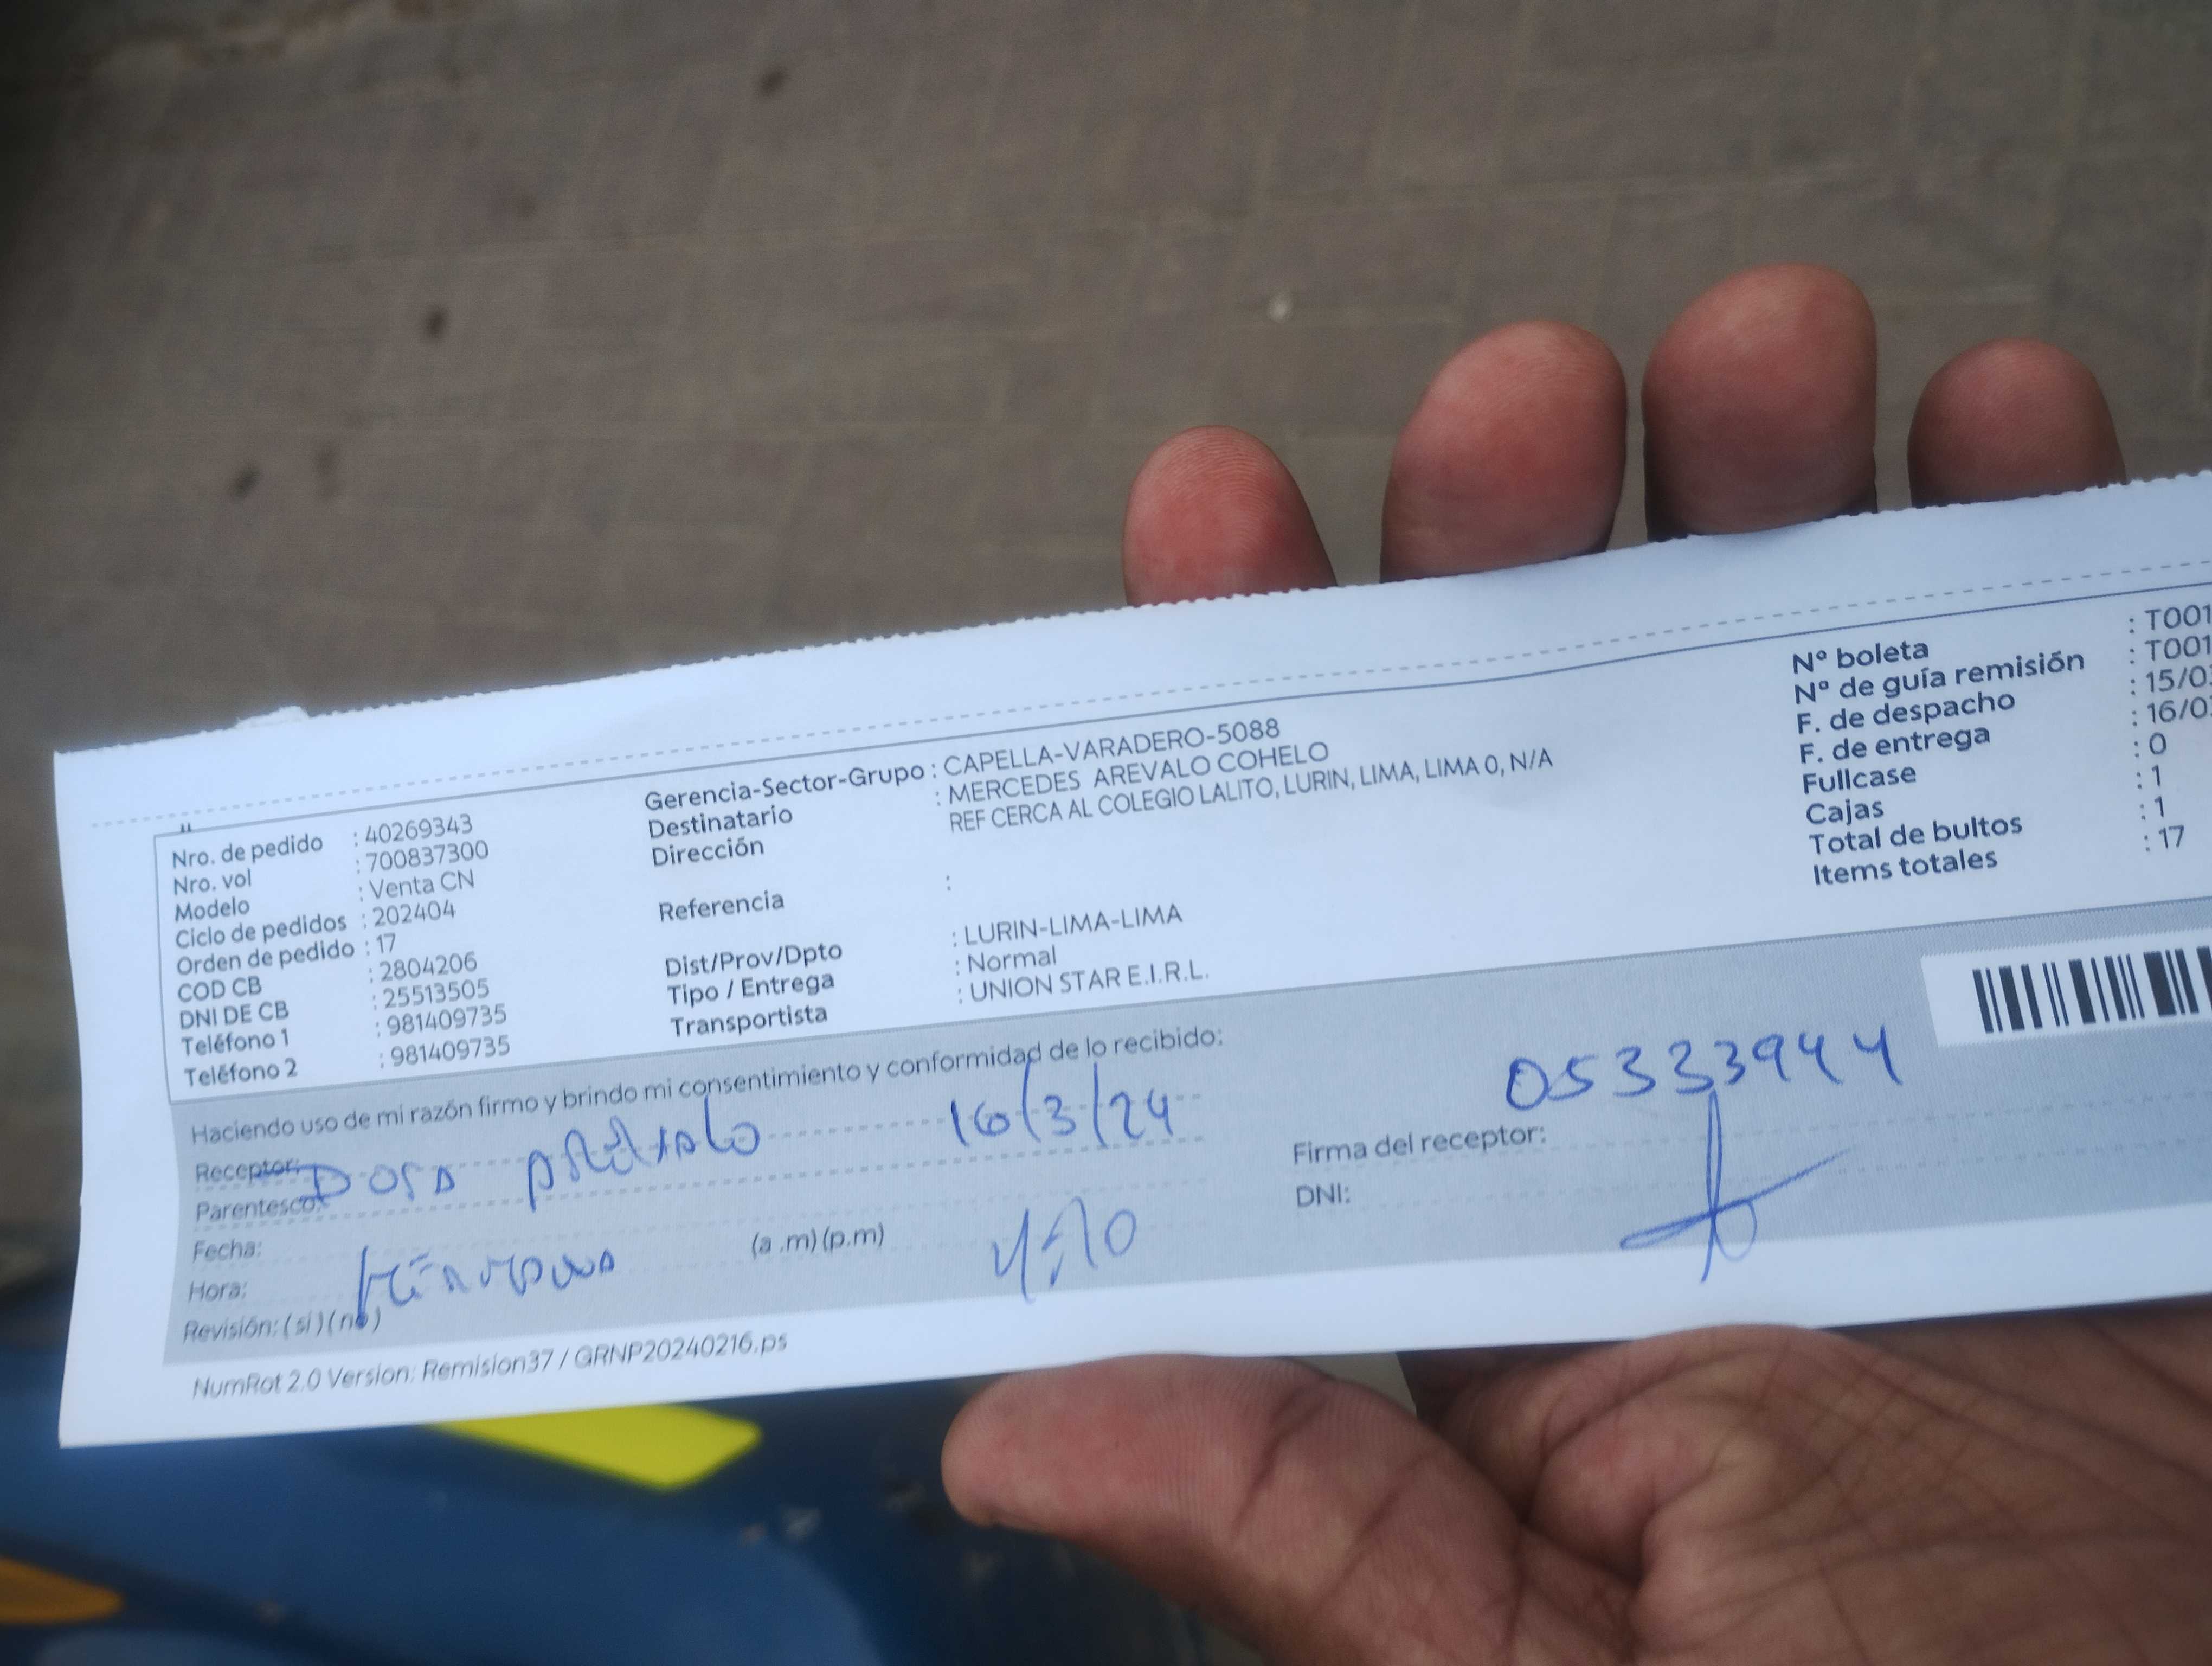 Nro. de pedido : 40269343
Nro. vol : 700837300
Modelo : Venta CN
Ciclo de pedidos : 202404
Orden de pedido : 17
COD CB : 2804206
DNI DE CB : 25513505
Teléfono 1 : 981409735
Teléfono 2 : 981409735
Gerencia-Sector-Grupo : CAPELLA-VARADERO-5088
Destinatario : MERCEDES AREVALO COHELO
Dirección REF CERCA AL COLEGIO LALITO, LURIN, LIMA, LIMA 0, N/A
Referencia :
Dist/Prov/Dpto : LURIN-LIMA-LIMA
Tipo / Entrega : Normal
Transportista : UNION STAR E.I.R.L.
N° boleta : T001
N° de guía remisión : T001
F. de despacho : 15/03
F. de entrega : 16/03
Fullcase : 0
Cajas : 1
Total de bultos : 1
Items totales : 17
Haciendo uso de mi razón firmo y brindo mi consentimiento y conformidad de lo recibido:
Receptor:
Parentesco: 16/3/24
Fecha:
Hora: (a.m) (p.m)
Revisión: ( si ) ( no )
05333944
Firma del receptor:
DNI:
NumRot 2.0 Version: Remision37 / GRNP20240216.ps